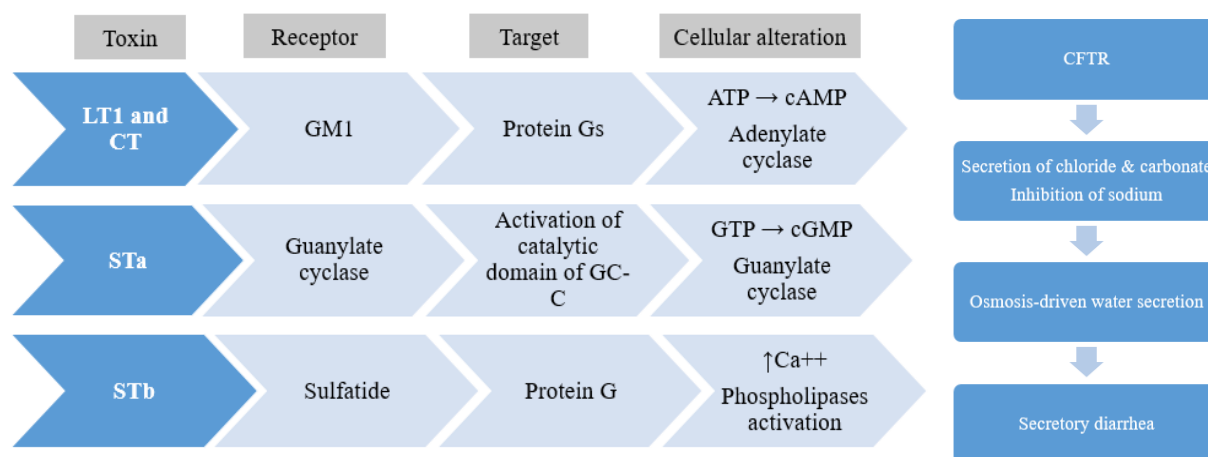 Toxin
Receptor
Target
Cellular alteration
LT1 and
CT
GM1
Protein Gs
ATP → cAMP
Adenylate
cyclase
STa
Guanylate
cyclase
Activation of
catalytic
domain of GC-
C
GTP → cGMP
Guanylate
cyclase
STb
Sulfatide
Protein G
↑Ca++
Phospholipases
activation
CFTR
Secretion of chloride & carbonate
Inhibition of sodium
Osmosis-driven water secretion
Secretory diarrhea